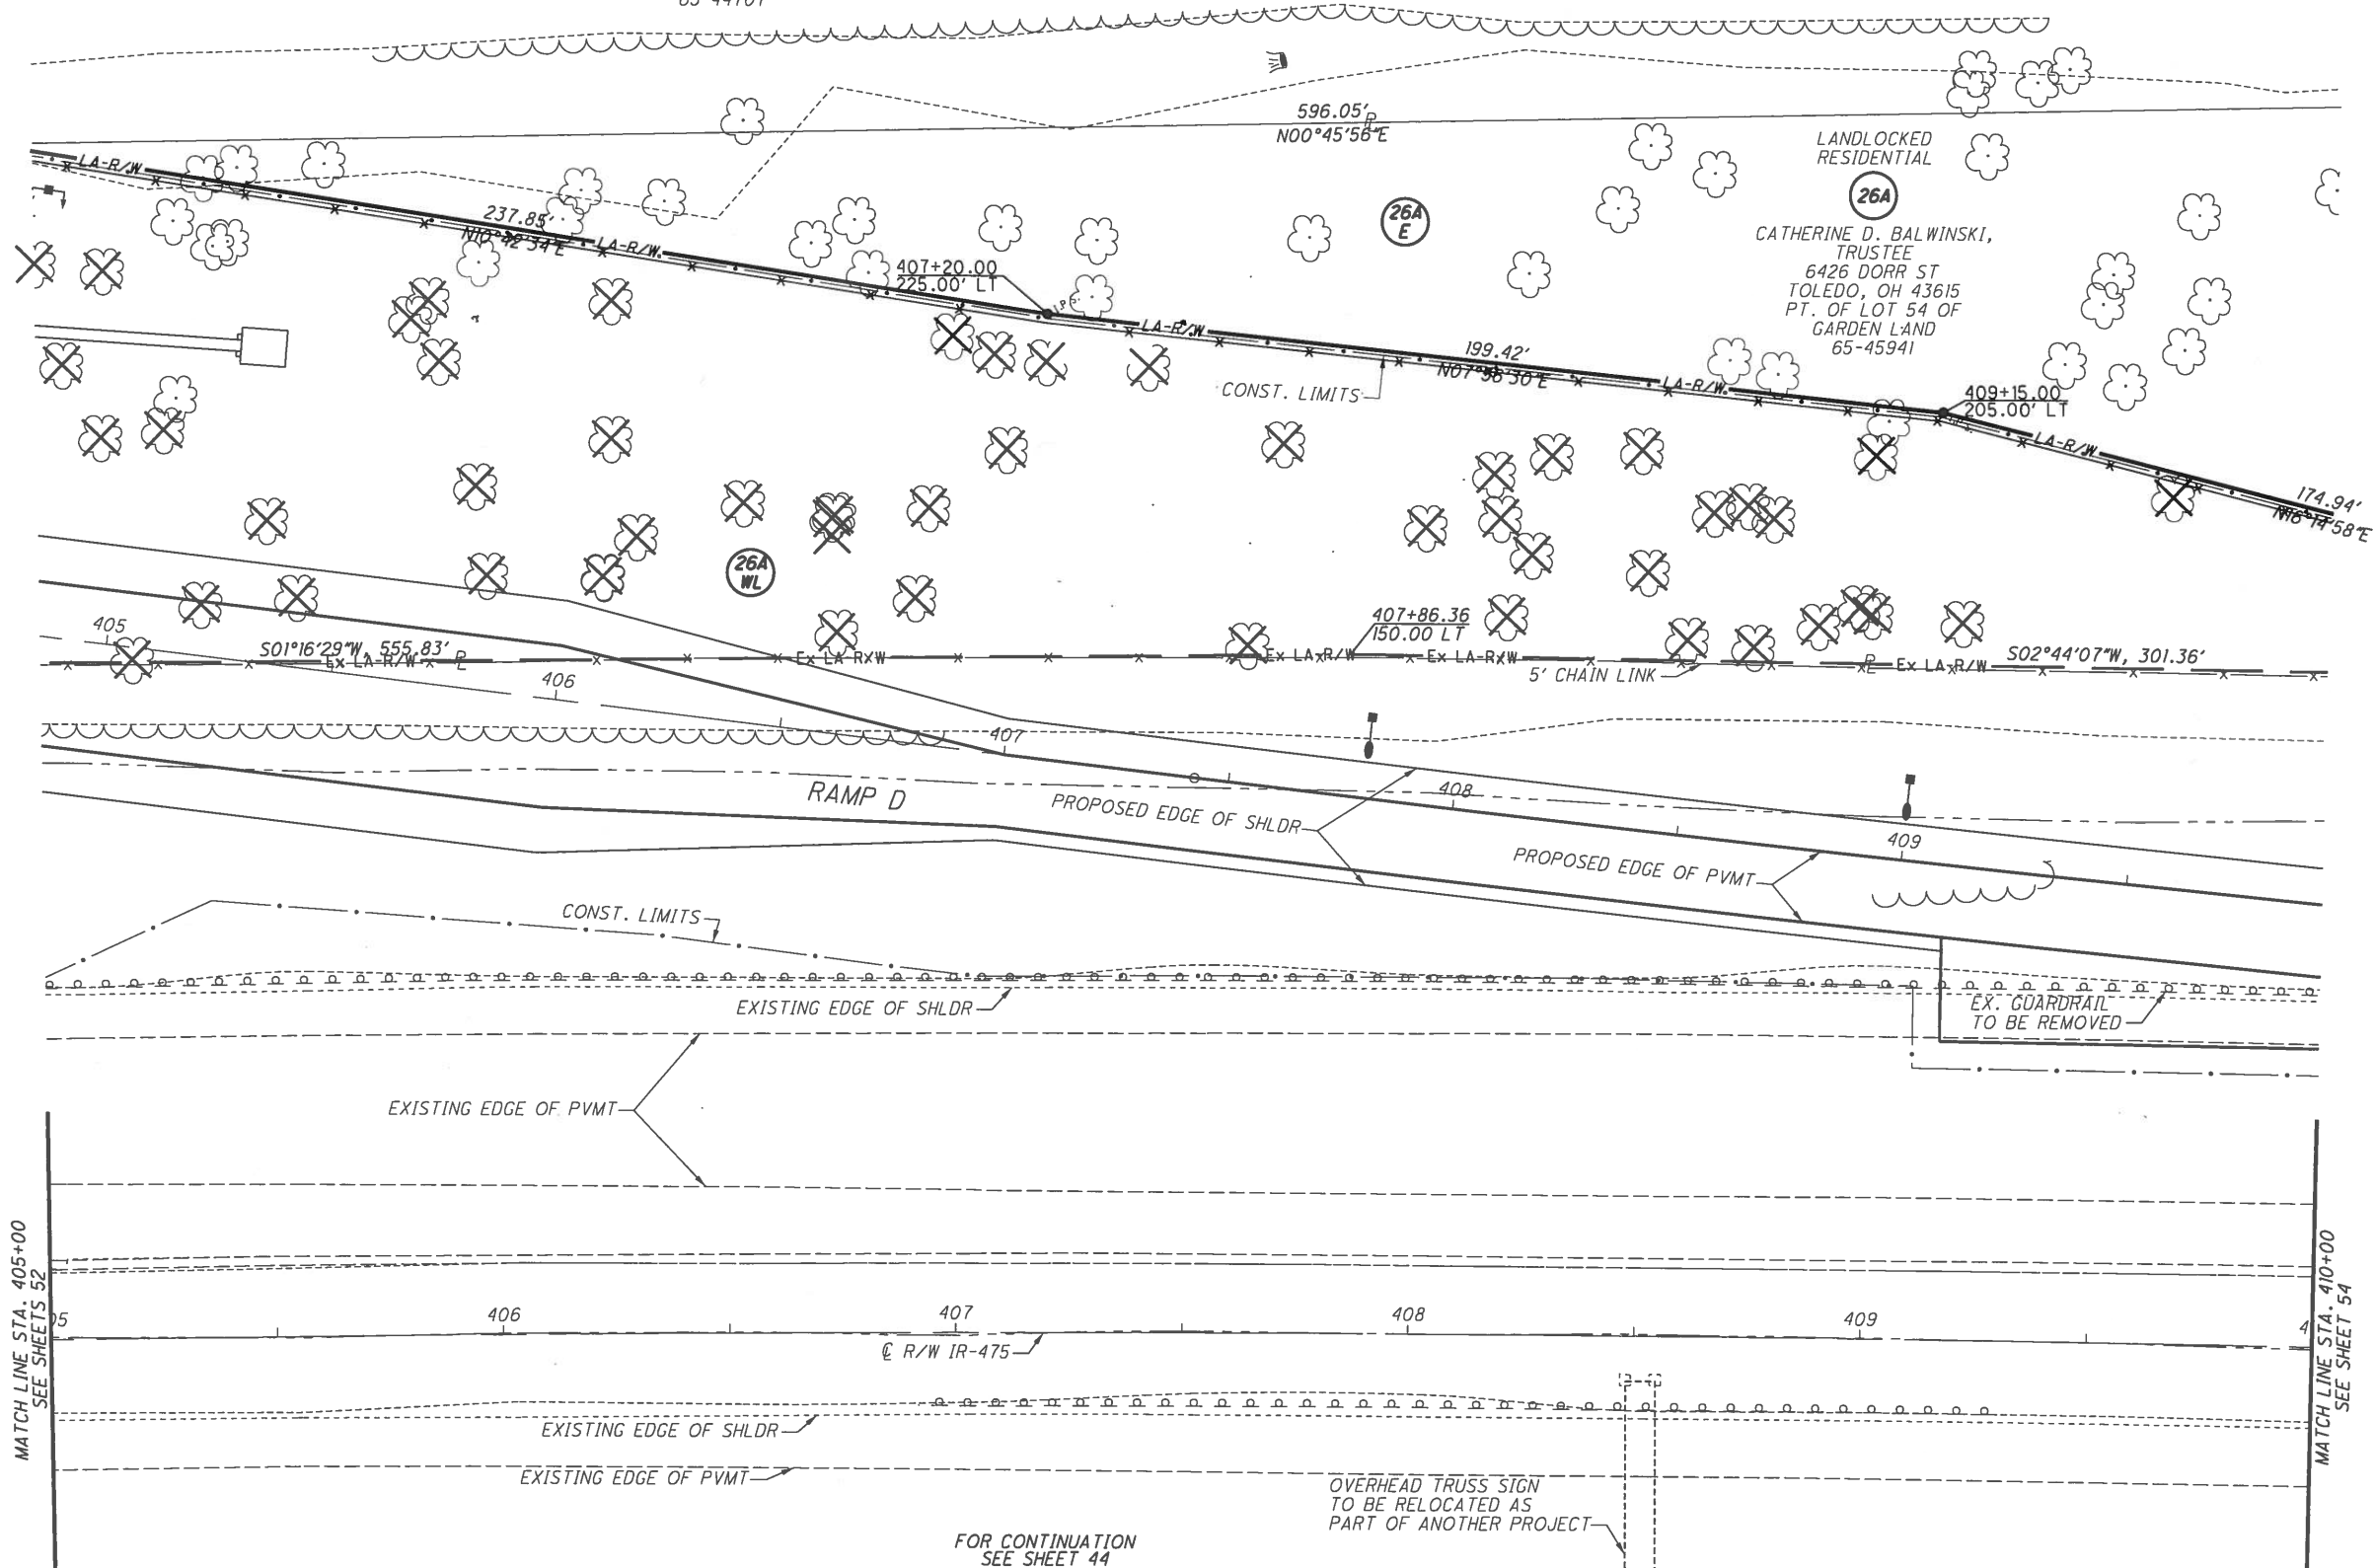 596.05' PL
N00°45'56"E
LANDLOCKED
RESIDENTIAL
26A
26A
E
CATHERINE D. BALWINSKI,
TRUSTEE
6426 DORR ST
TOLEDO, OH 43615
PT. OF LOT 54 OF
GARDEN LAND
65-45941
LA-R/W
237.85'
LA-R/W
407+20.00
225.00' LT
I.P.S.
LA-R/W
199.42'
CONST. LIMITS
LA-R/W
409+15.00
205.00' LT
LA-R/W
174.94'
26A
WL
405
S01°16'29"W, 555.83' PL
Ex LA-R/W
406
Ex LA-R/W
407+86.36
150.00 LT
Ex LA-R/W
Ex LA-R/W
5' CHAIN LINK
PL
Ex LA-R/W
S02°44'07"W, 301.36'
407
RAMP D
408
PROPOSED EDGE OF SHLDR
409
PROPOSED EDGE OF PVMT
CONST. LIMITS
EXISTING EDGE OF SHLDR
EX. GUARDRAIL
TO BE REMOVED
EXISTING EDGE OF PVMT
MATCH LINE STA. 405+00
SEE SHEETS 52
05
406
407
408
409
4
MATCH LINE STA. 410+00
SEE SHEET 54
℄ R/W IR-475
EXISTING EDGE OF SHLDR
EXISTING EDGE OF PVMT
OVERHEAD TRUSS SIGN
TO BE RELOCATED AS
PART OF ANOTHER PROJECT
FOR CONTINUATION
SEE SHEET 44